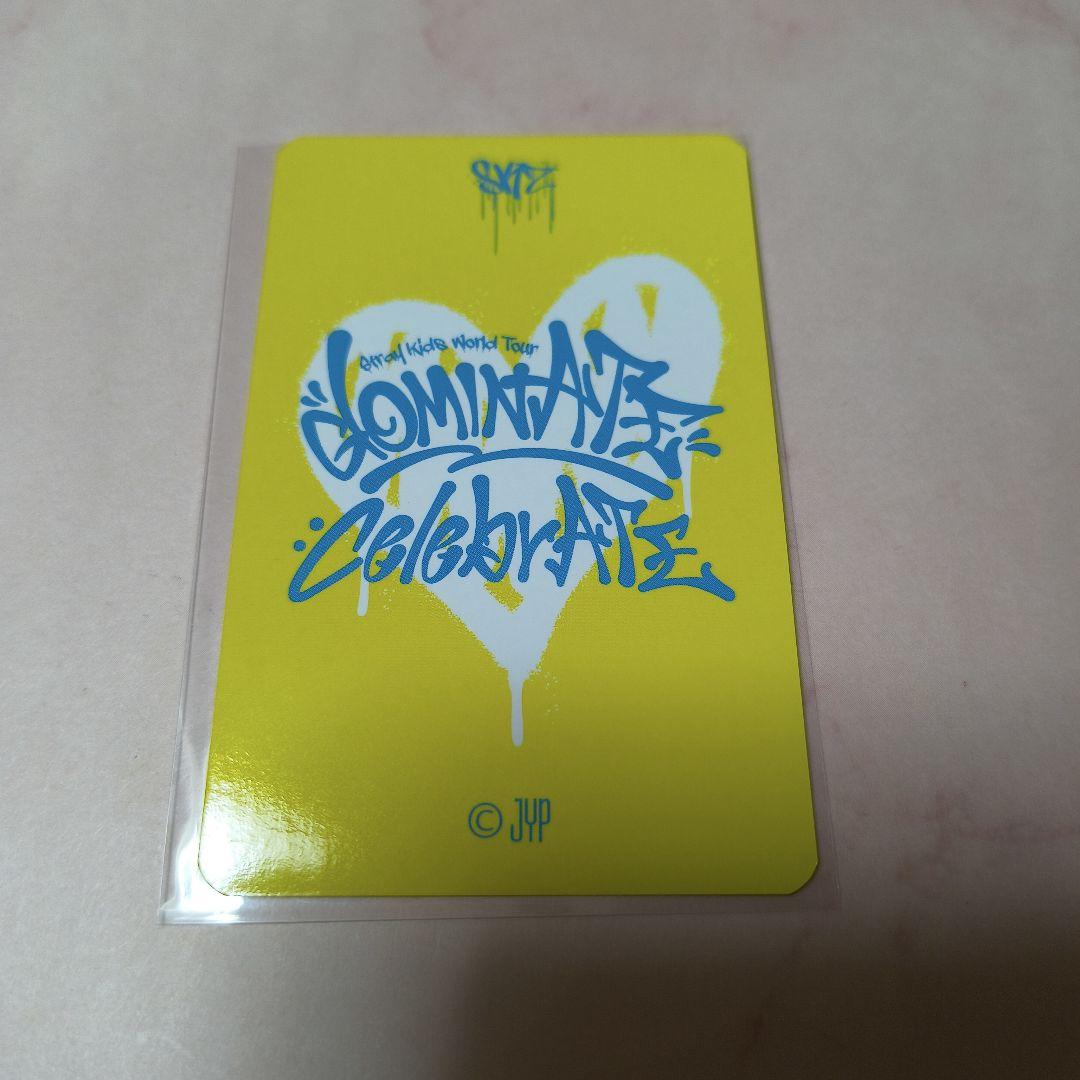 SKZ
Stray Kids World Tour
dominATE
:celebrATE
© JYP